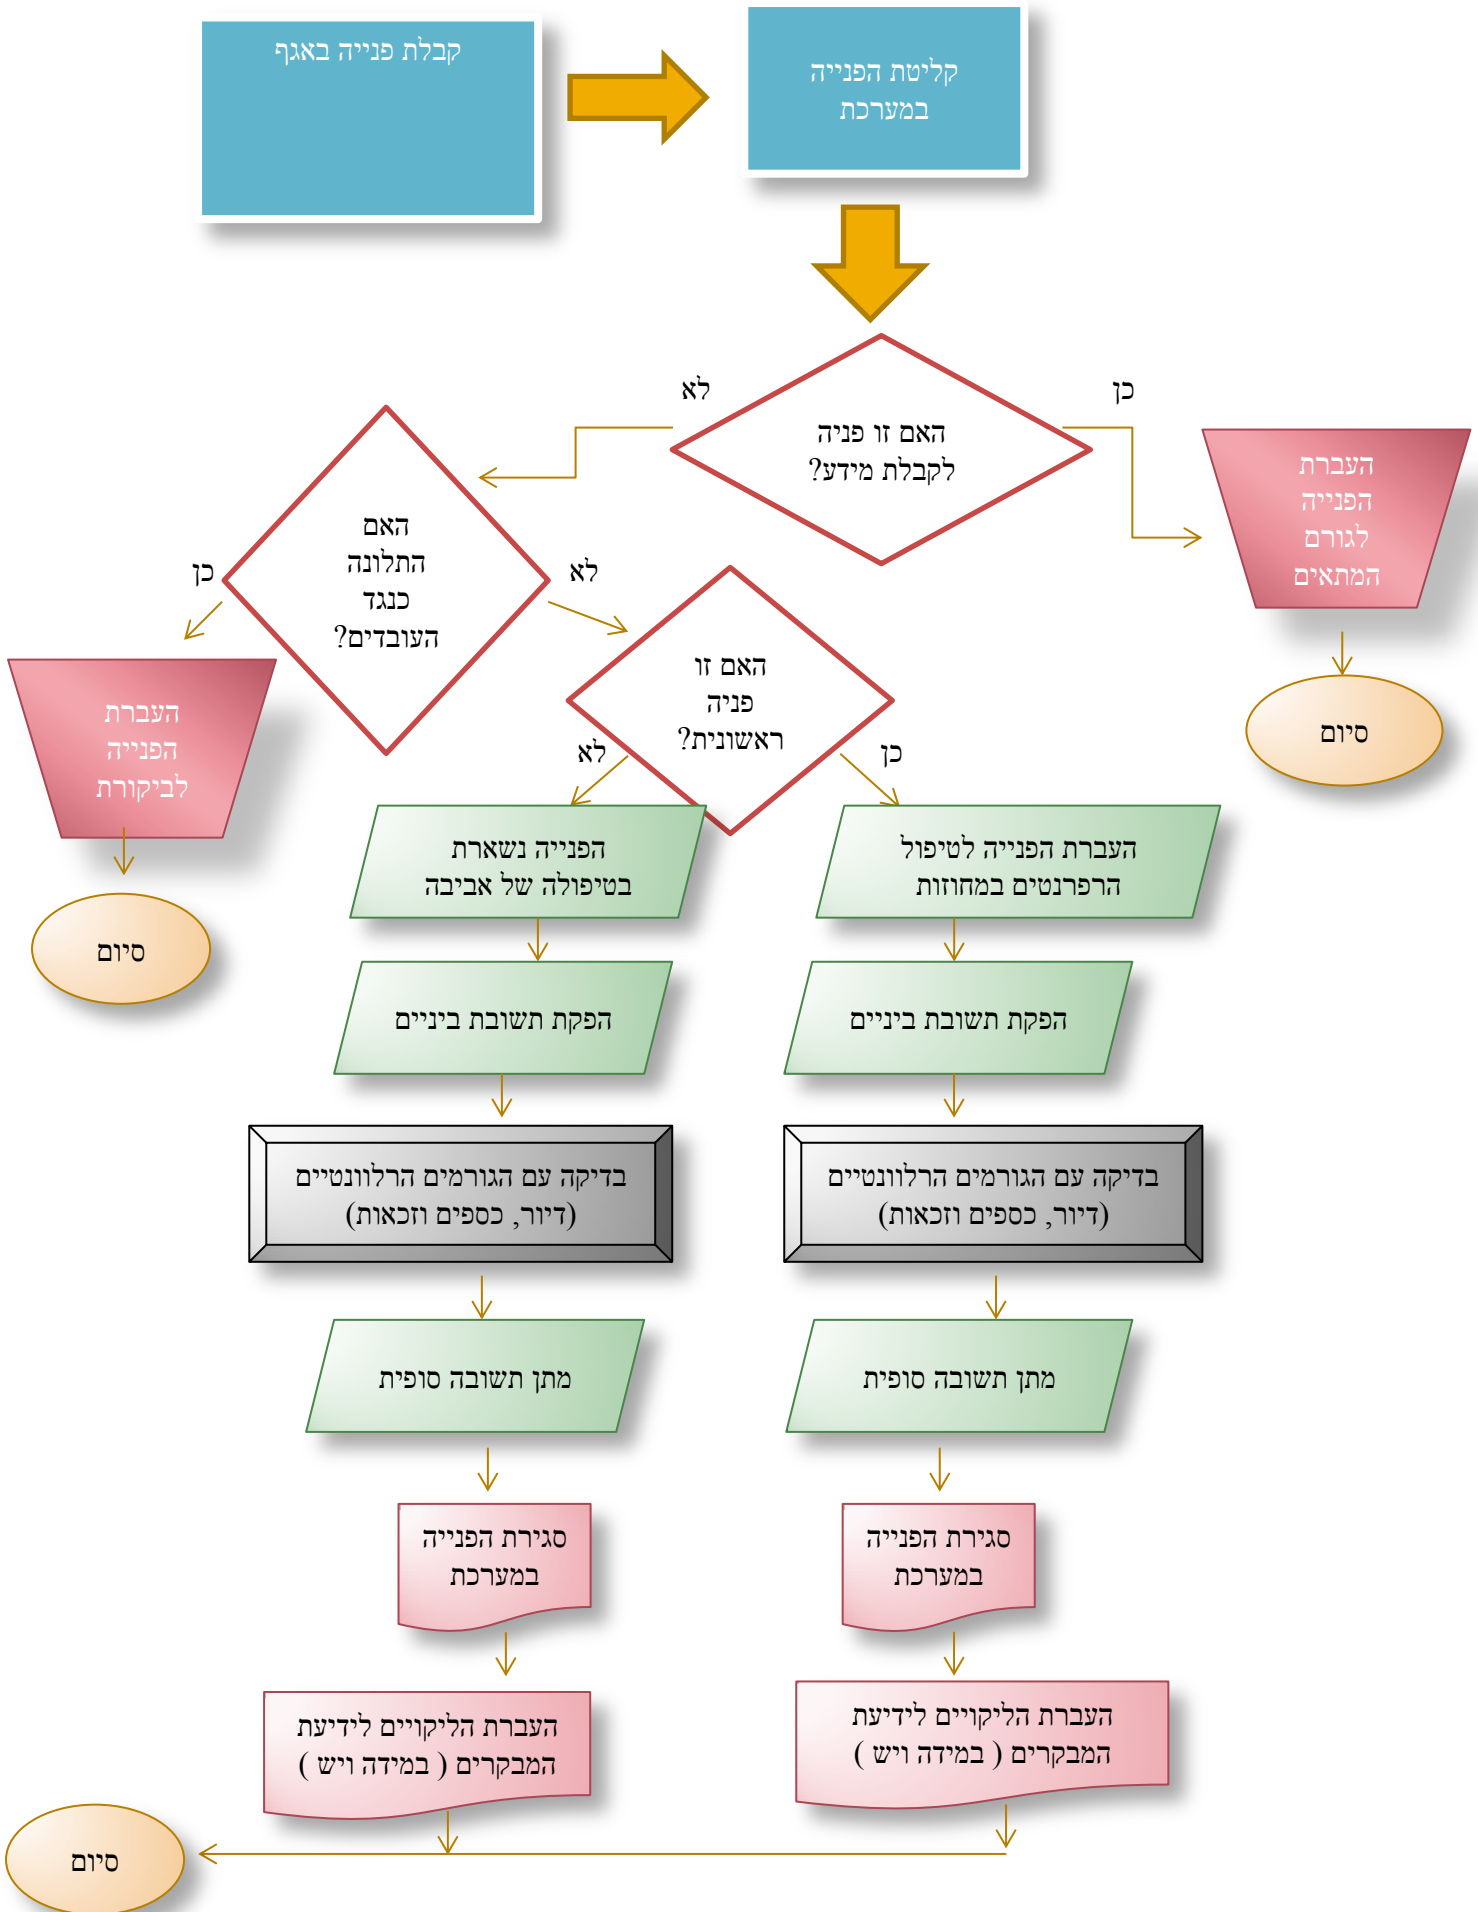 קבלת פנייה באגף
קליטת הפנייה
במערכת
כן
לא
האם זו פניה
לקבלת מידע?
העברת
הפנייה
לגורם
המתאים
סיום
האם
התלונה
כנגד
העובדים?
לא
כן
העברת
הפנייה
לביקורת
סיום
האם זו
פניה
ראשונית?
כן
לא
העברת הפנייה לטיפול
הרפרנטים במחוזות
הפנייה נשארת
בטיפולה של אביבה
הפקת תשובת ביניים
הפקת תשובת ביניים
בדיקה עם הגורמים הרלוונטיים
(דיור, כספים וזכאות)
בדיקה עם הגורמים הרלוונטיים
(דיור, כספים וזכאות)
מתן תשובה סופית
מתן תשובה סופית
סגירת הפנייה
במערכת
סגירת הפנייה
במערכת
העברת הליקויים לידיעת
המבקרים ( במידה ויש )
העברת הליקויים לידיעת
המבקרים ( במידה ויש )
סיום